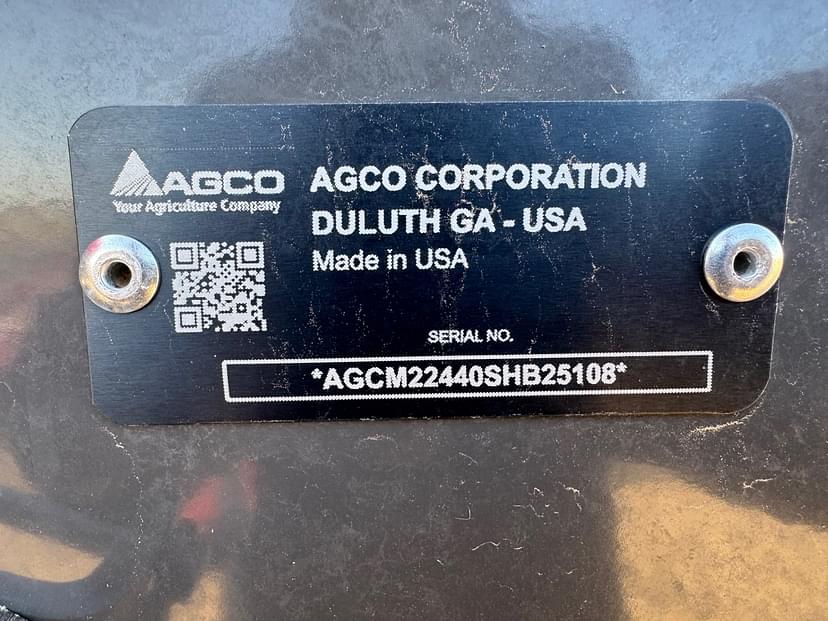 AGCO
Your Agriculture Company
AGCO CORPORATION
DULUTH GA - USA
Made in USA
SERIAL NO.
*AGCM22440SHB25108*